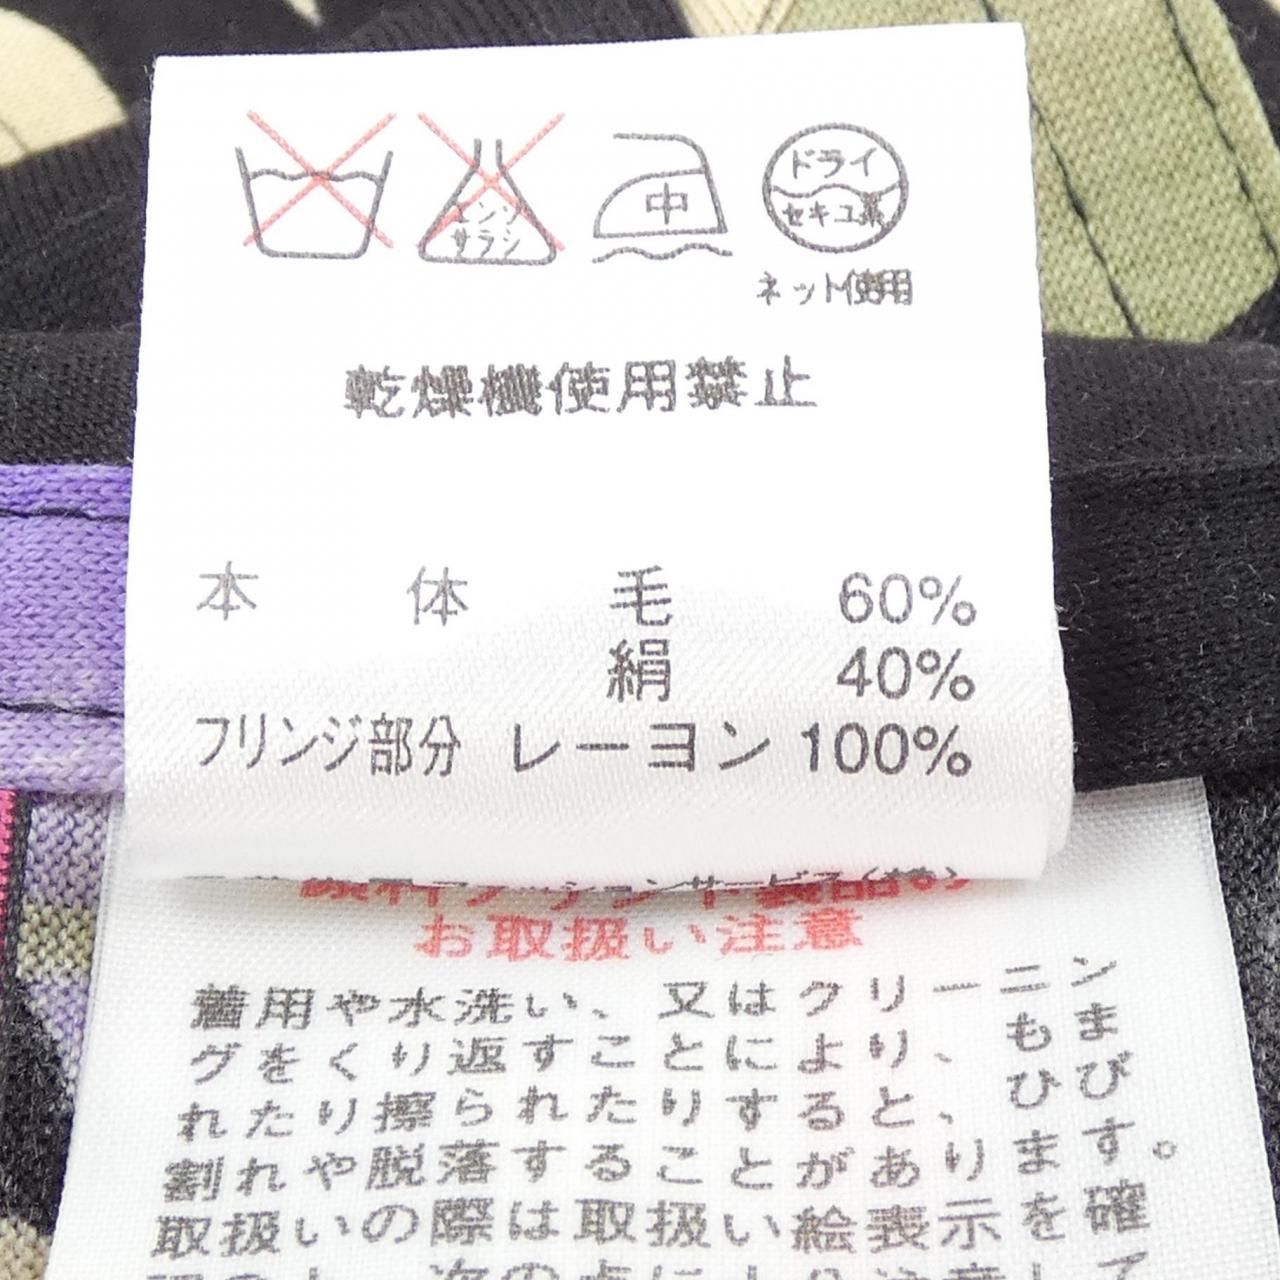 エンソ
サラシ
中
ドライ
セキユ系
ネット使用
乾燥機使用禁止
本 体 毛 60%
絹 40%
フリンジ部分 レーヨン 100%
お取扱い注意
着用や水洗い、又はクリーニン
グをくり返すことにより、もま
れたり擦られたりすると、ひび
割れや脱落することがあります。
取扱いの際は取扱い絵表示を確